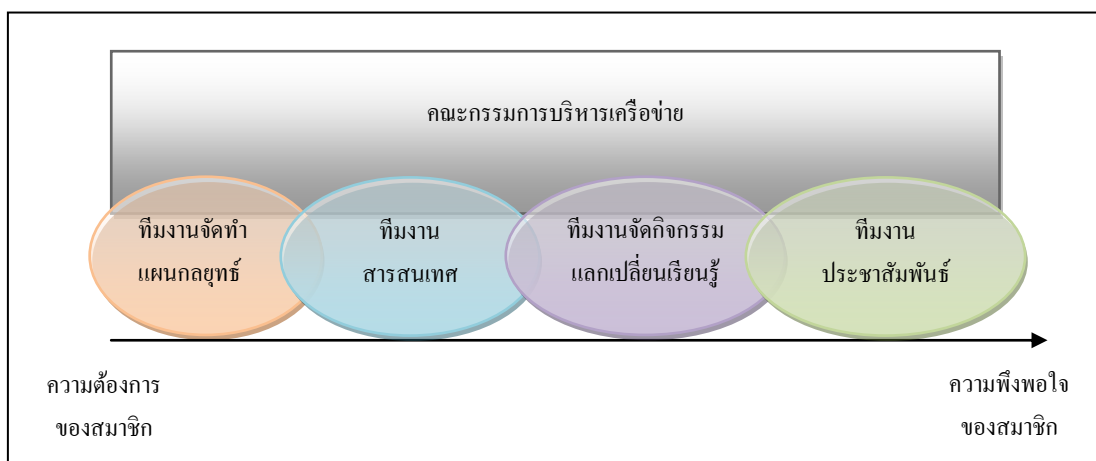 คณะกรรมการบริหารเครือข่าย
ทีมงานจัดทำ
แผนกลยุทธ์
ทีมงาน
สารสนเทศ
ทีมงานจัดกิจกรรม
แลกเปลี่ยนเรียนรู้
ทีมงาน
ประชาสัมพันธ์
ความต้องการ
ของสมาชิก
ความพึงพอใจ
ของสมาชิก